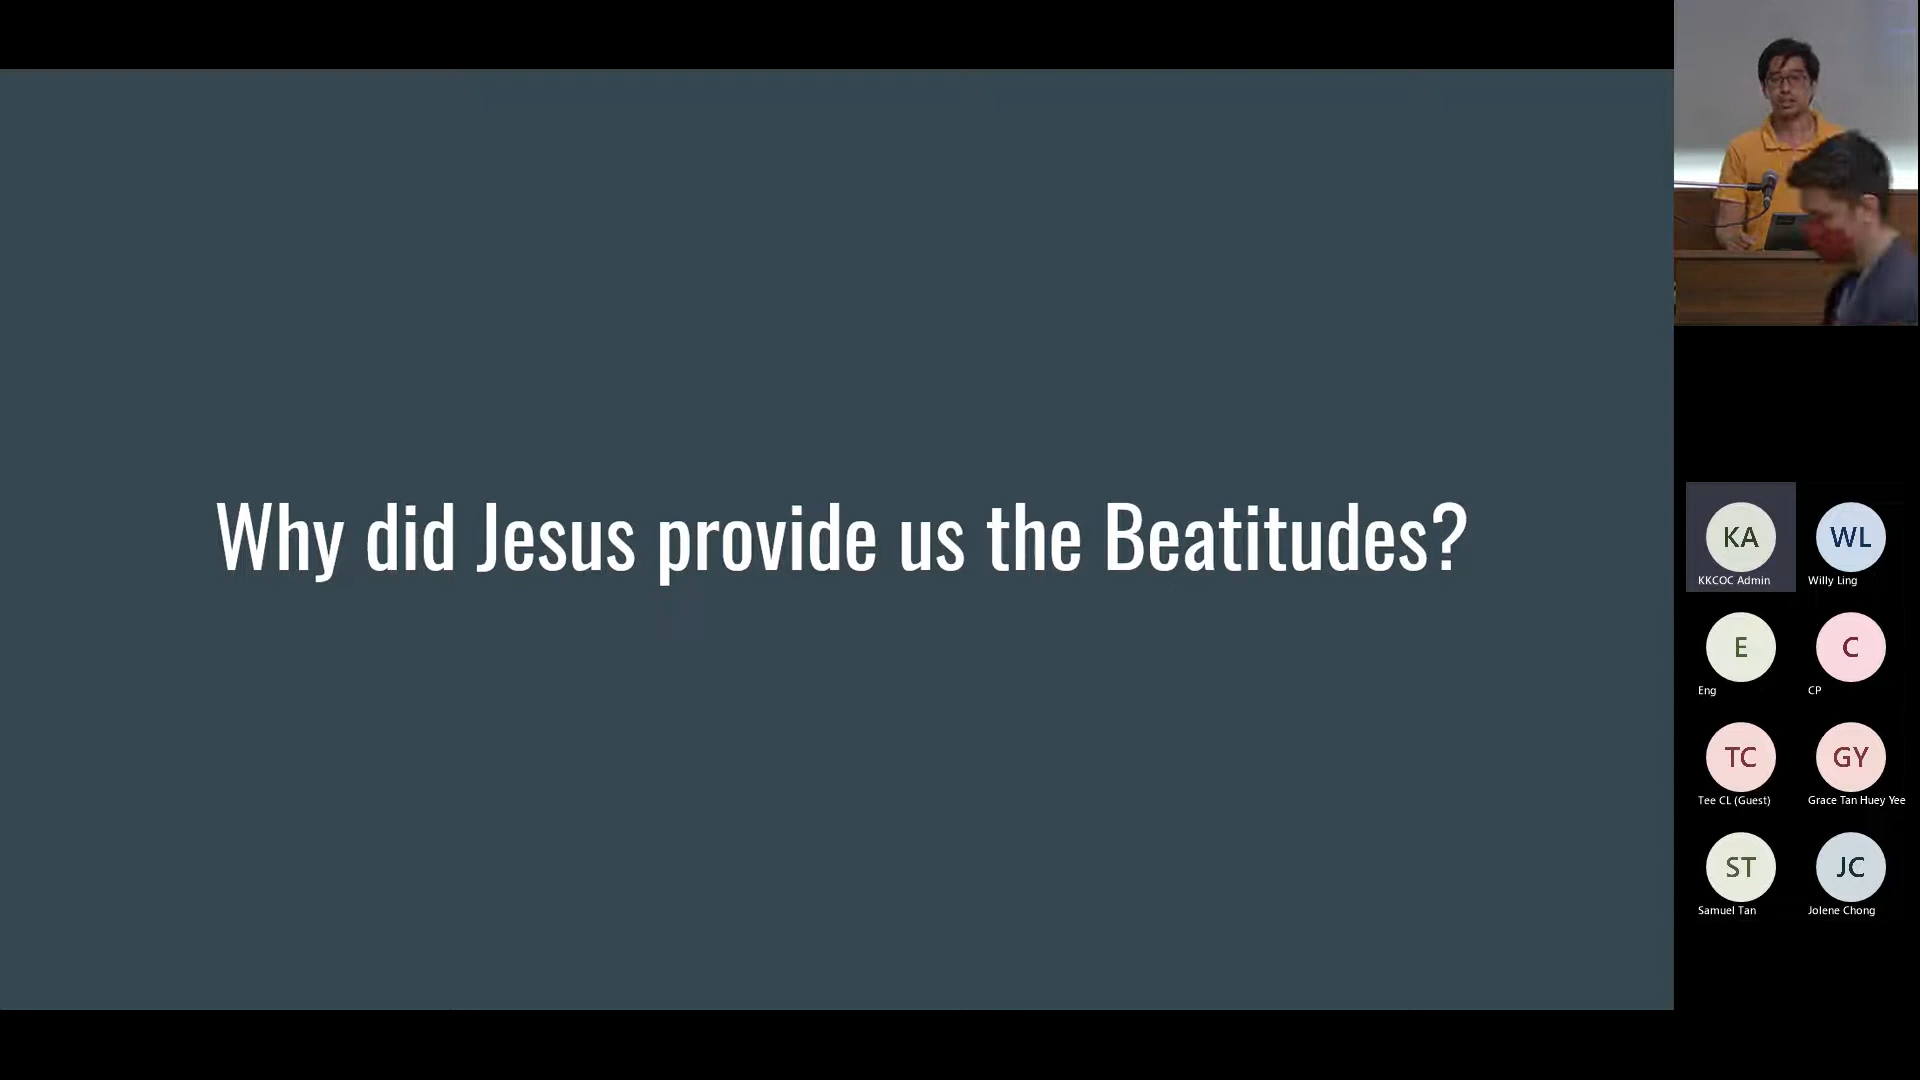 Why did Jesus provide us the Beatitudes?
KA
WL
KKCOC Admin
Willy Ling
E
C
Eng
CP
TC
GY
Tee CL (Guest)
Grace Tan Huey Yee
ST
JC
Samuel Tan
Jolene Chong